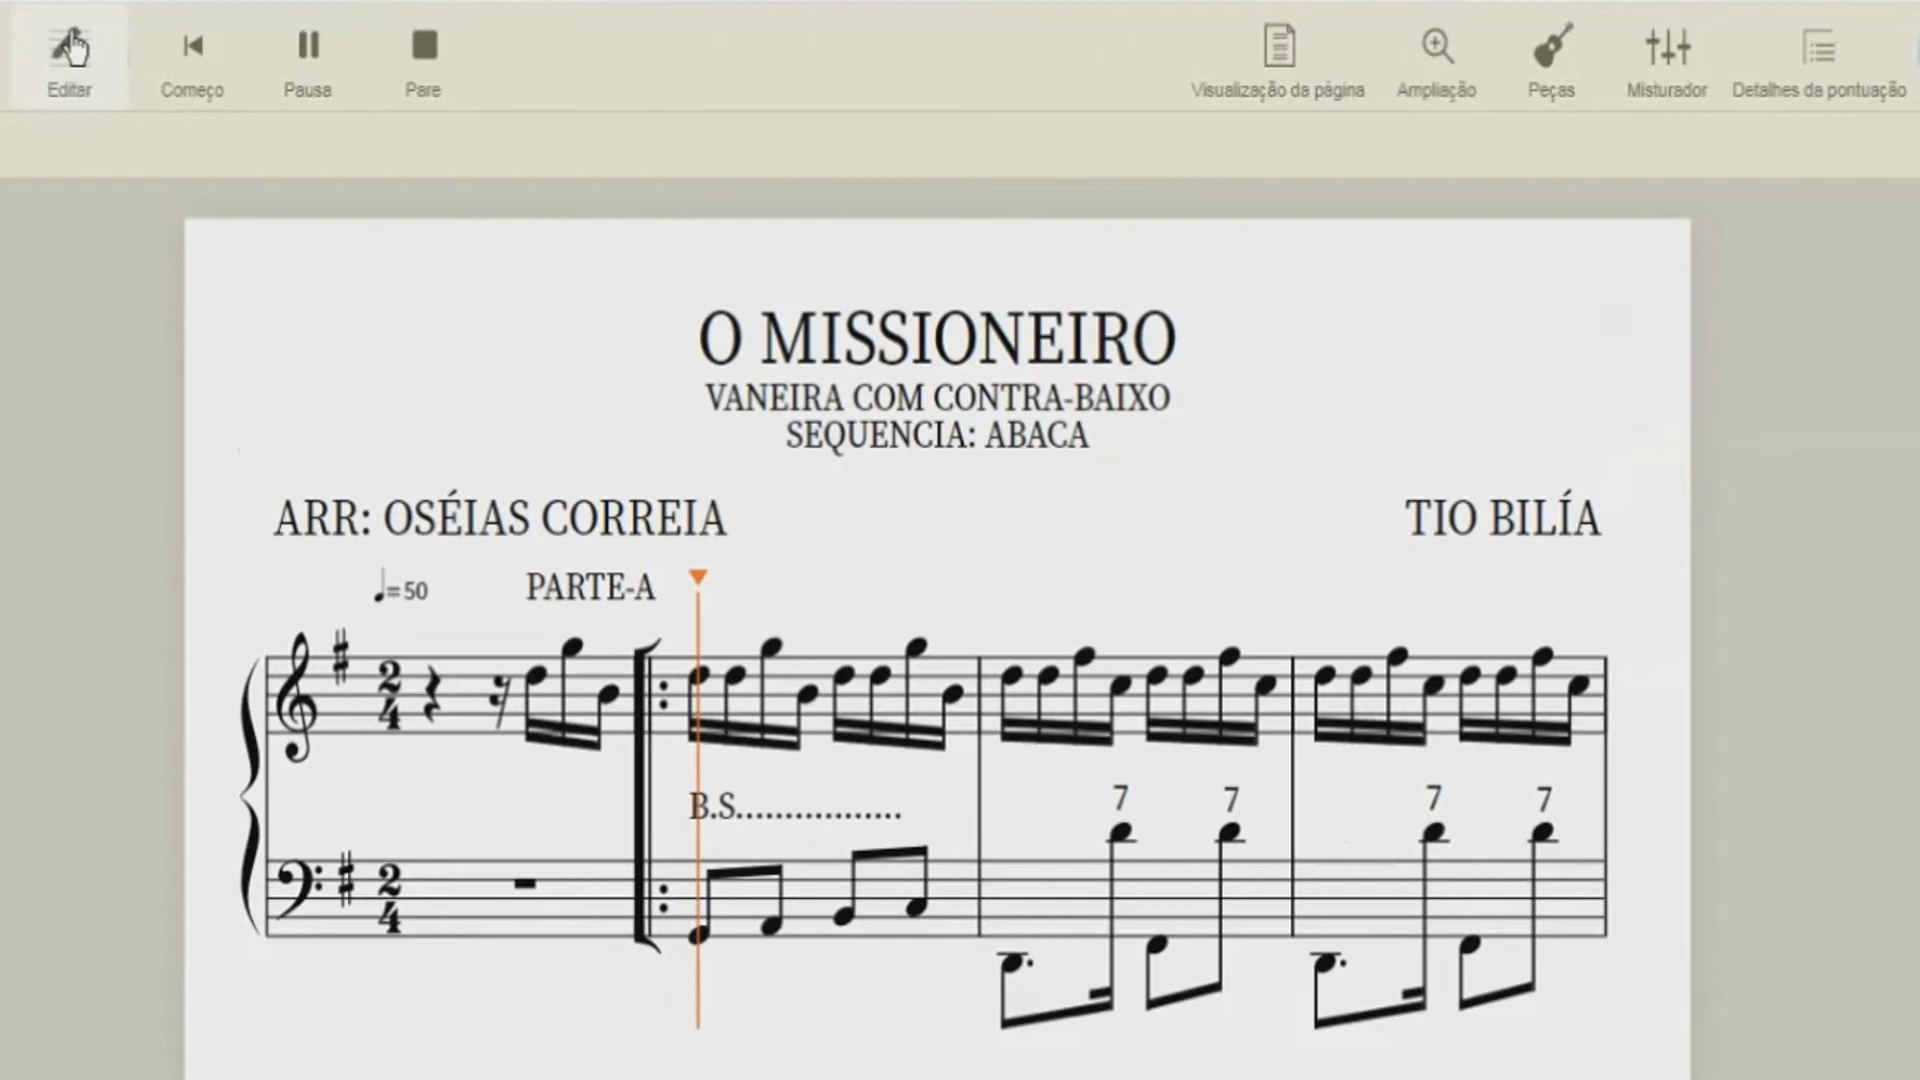 Editar Começo Pausa Pare Visualização da página Ampliação Peças Misturador Detalhes da pontuação
O MISSIONEIRO
VANEIRA COM CONTRA-BAIXO
SEQUENCIA: ABACA
ARR: OSÉIAS CORREIA TIO BILÍA
♩=50 PARTE-A
2
4
B.S................. 7 7 7 7
2
4